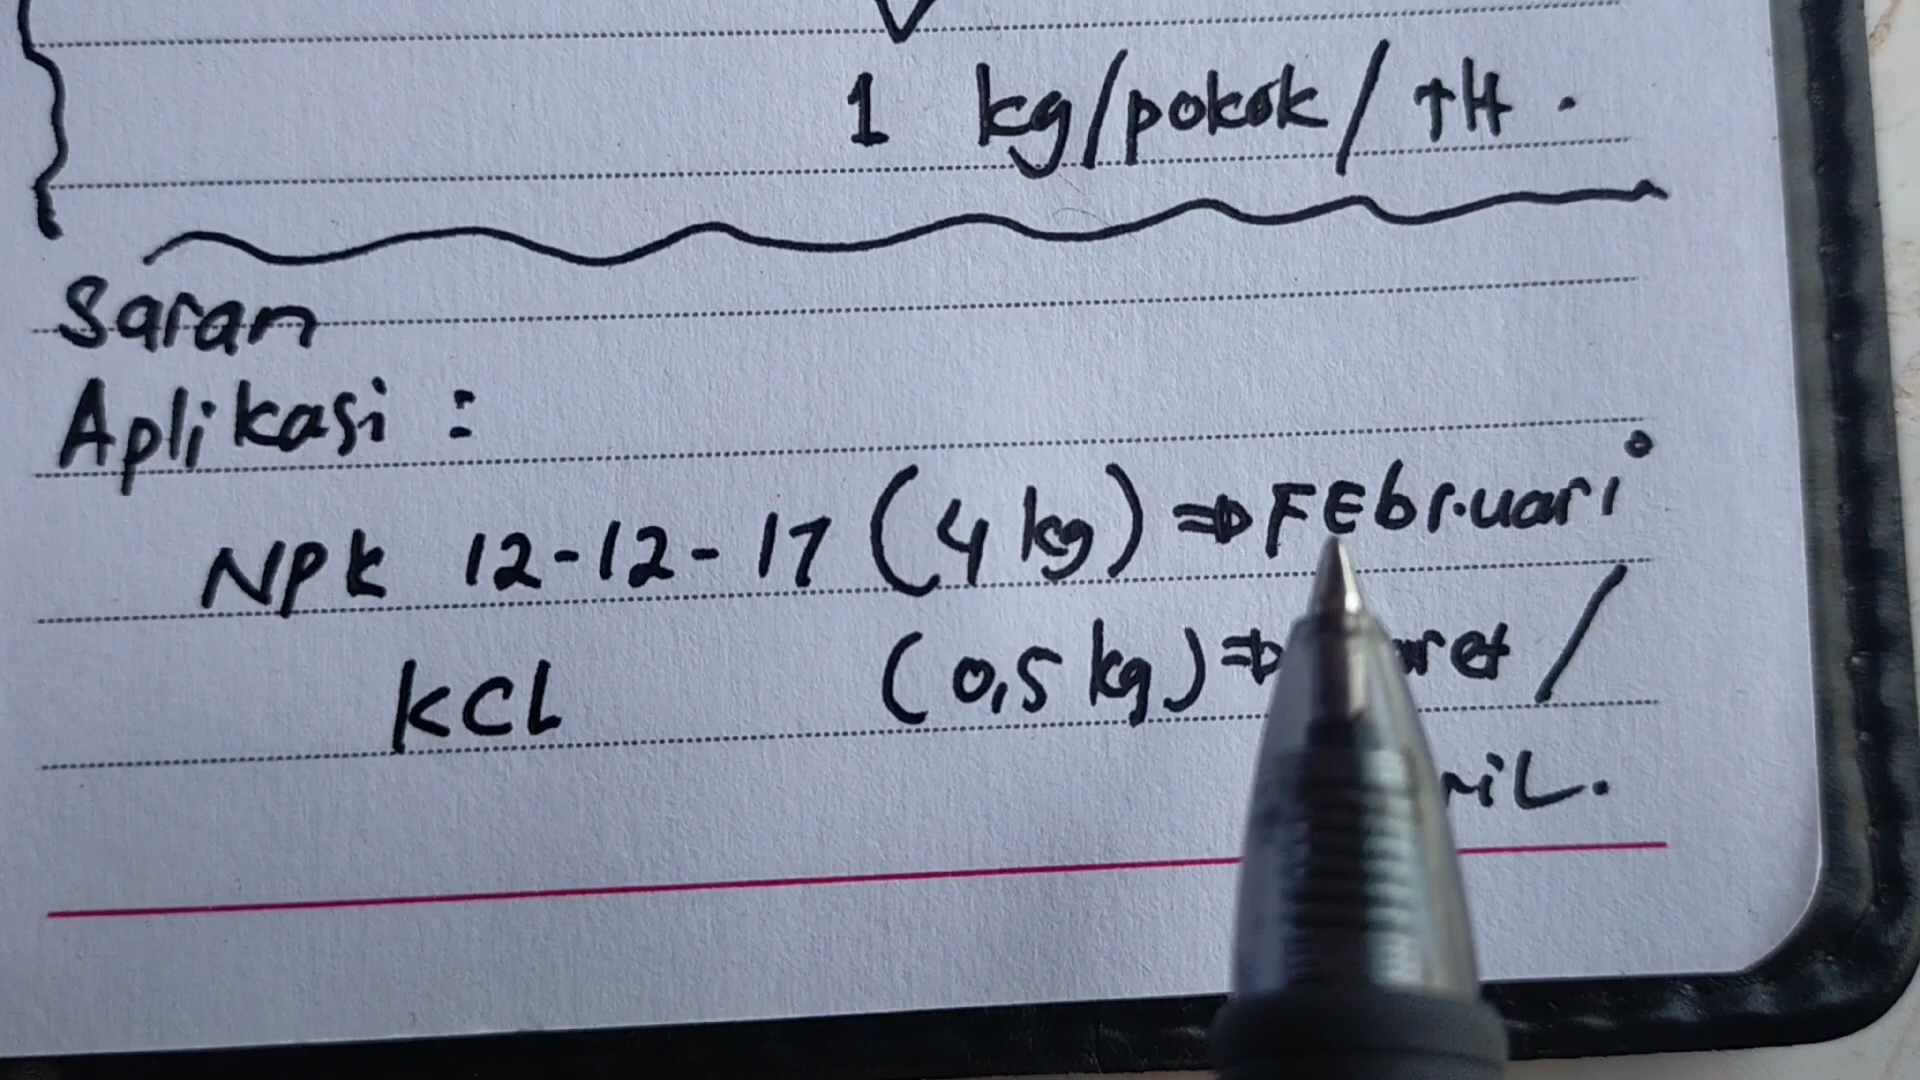 1 kg/pokok/TH.
Saran
Aplikasi :
NPK 12-12-17 (4 kg) ⇒ FEbruari
KCL (0,5 kg) ⇒ /